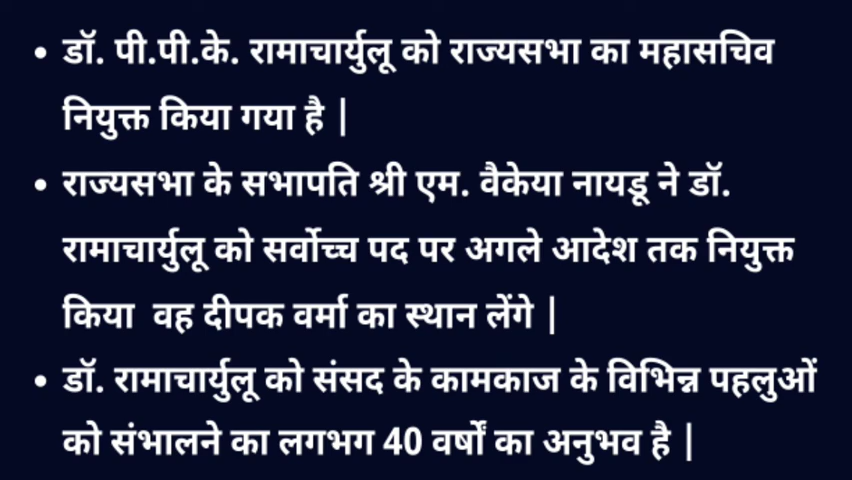 • डॉ. पी.पी.के. रामाचार्युलू को राज्यसभा का महासचिव
नियुक्त किया गया है |
• राज्यसभा के सभापति श्री एम. वैकेया नायडू ने डॉ.
रामाचार्युलू को सर्वोच्च पद पर अगले आदेश तक नियुक्त
किया वह दीपक वर्मा का स्थान लेंगे |
• डॉ. रामाचार्युलू को संसद के कामकाज के विभिन्न पहलुओं
को संभालने का लगभग 40 वर्षों का अनुभव है |